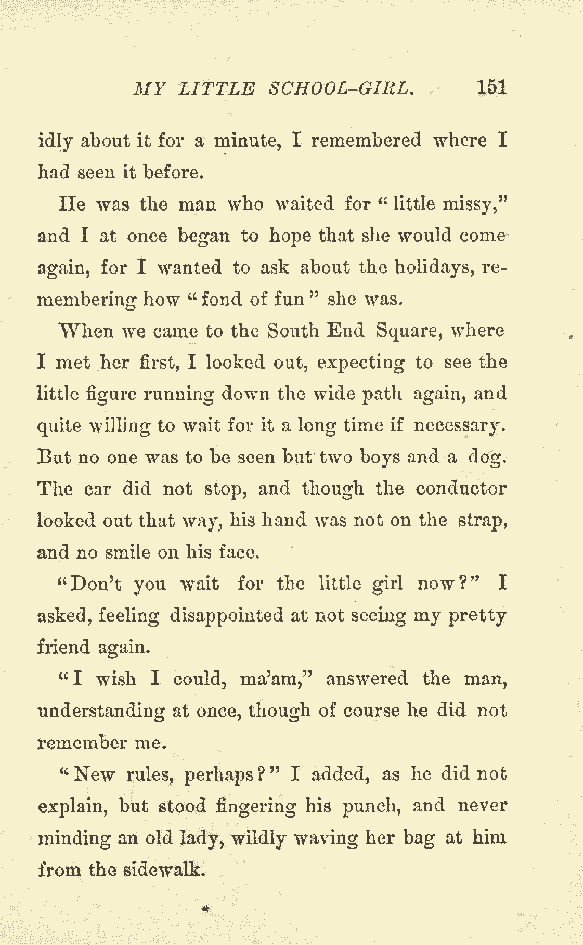 MY LITTLE SCHOOL-GIRL. 151
idly about it for a minute, I remembered where I
had seen it before.
He was the man who waited for “little missy,”
and I at once began to hope that she would come
again, for I wanted to ask about the holidays, re-
membering how “fond of fun” she was.
When we came to the South End Square, where
I met her first, I looked out, expecting to see the
little figure running down the wide path again, and
quite willing to wait for it a long time if necessary.
But no one was to be seen but two boys and a dog.
The car did not stop, and though the conductor
looked out that way, his hand was not on the strap,
and no smile on his face.
“Don’t you wait for the little girl now?” I
asked, feeling disappointed at not seeing my pretty
friend again.
“I wish I could, ma’am,” answered the man,
understanding at once, though of course he did not
remember me.
“New rules, perhaps?” I added, as he did not
explain, but stood fingering his punch, and never
minding an old lady, wildly waving her bag at him
from the sidewalk.